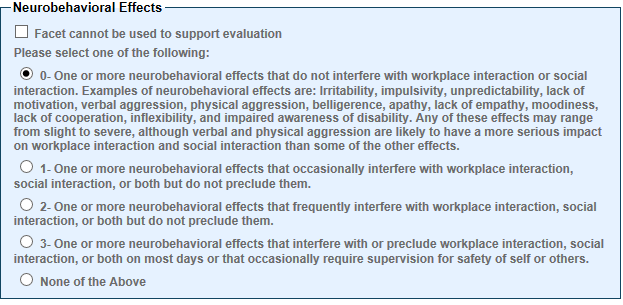 Neurobehavioral Effects
Facet cannot be used to support evaluation
Please select one of the following:
0- One or more neurobehavioral effects that do not interfere with workplace interaction or social
interaction. Examples of neurobehavioral effects are: Irritability, impulsivity, unpredictability, lack of
motivation, verbal aggression, physical aggression, belligerence, apathy, lack of empathy, moodiness,
lack of cooperation, inflexibility, and impaired awareness of disability. Any of these effects may range
from slight to severe, although verbal and physical aggression are likely to have a more serious impact
on workplace interaction and social interaction than some of the other effects.
1- One or more neurobehavioral effects that occasionally interfere with workplace interaction,
social interaction, or both but do not preclude them.
2- One or more neurobehavioral effects that frequently interfere with workplace interaction, social
interaction, or both but do not preclude them.
3- One or more neurobehavioral effects that interfere with or preclude workplace interaction, social
interaction, or both on most days or that occasionally require supervision for safety of self or others.
None of the Above